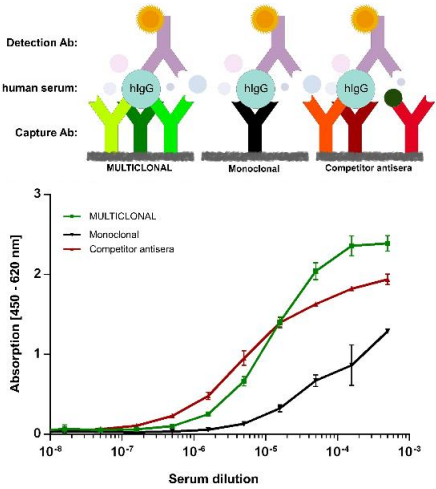 Detection Ab:
human serum:
hIgG
hIgG
hIgG
Capture Ab:
MULTICLONAL
Monoclonal
Competitor antisera
3
MULTICLONAL
Monoclonal
Competitor antisera
2
Absorption [450 - 620 nm]
1
0
10-8
10-7
10-6
10-5
10-4
10-3
Serum dilution